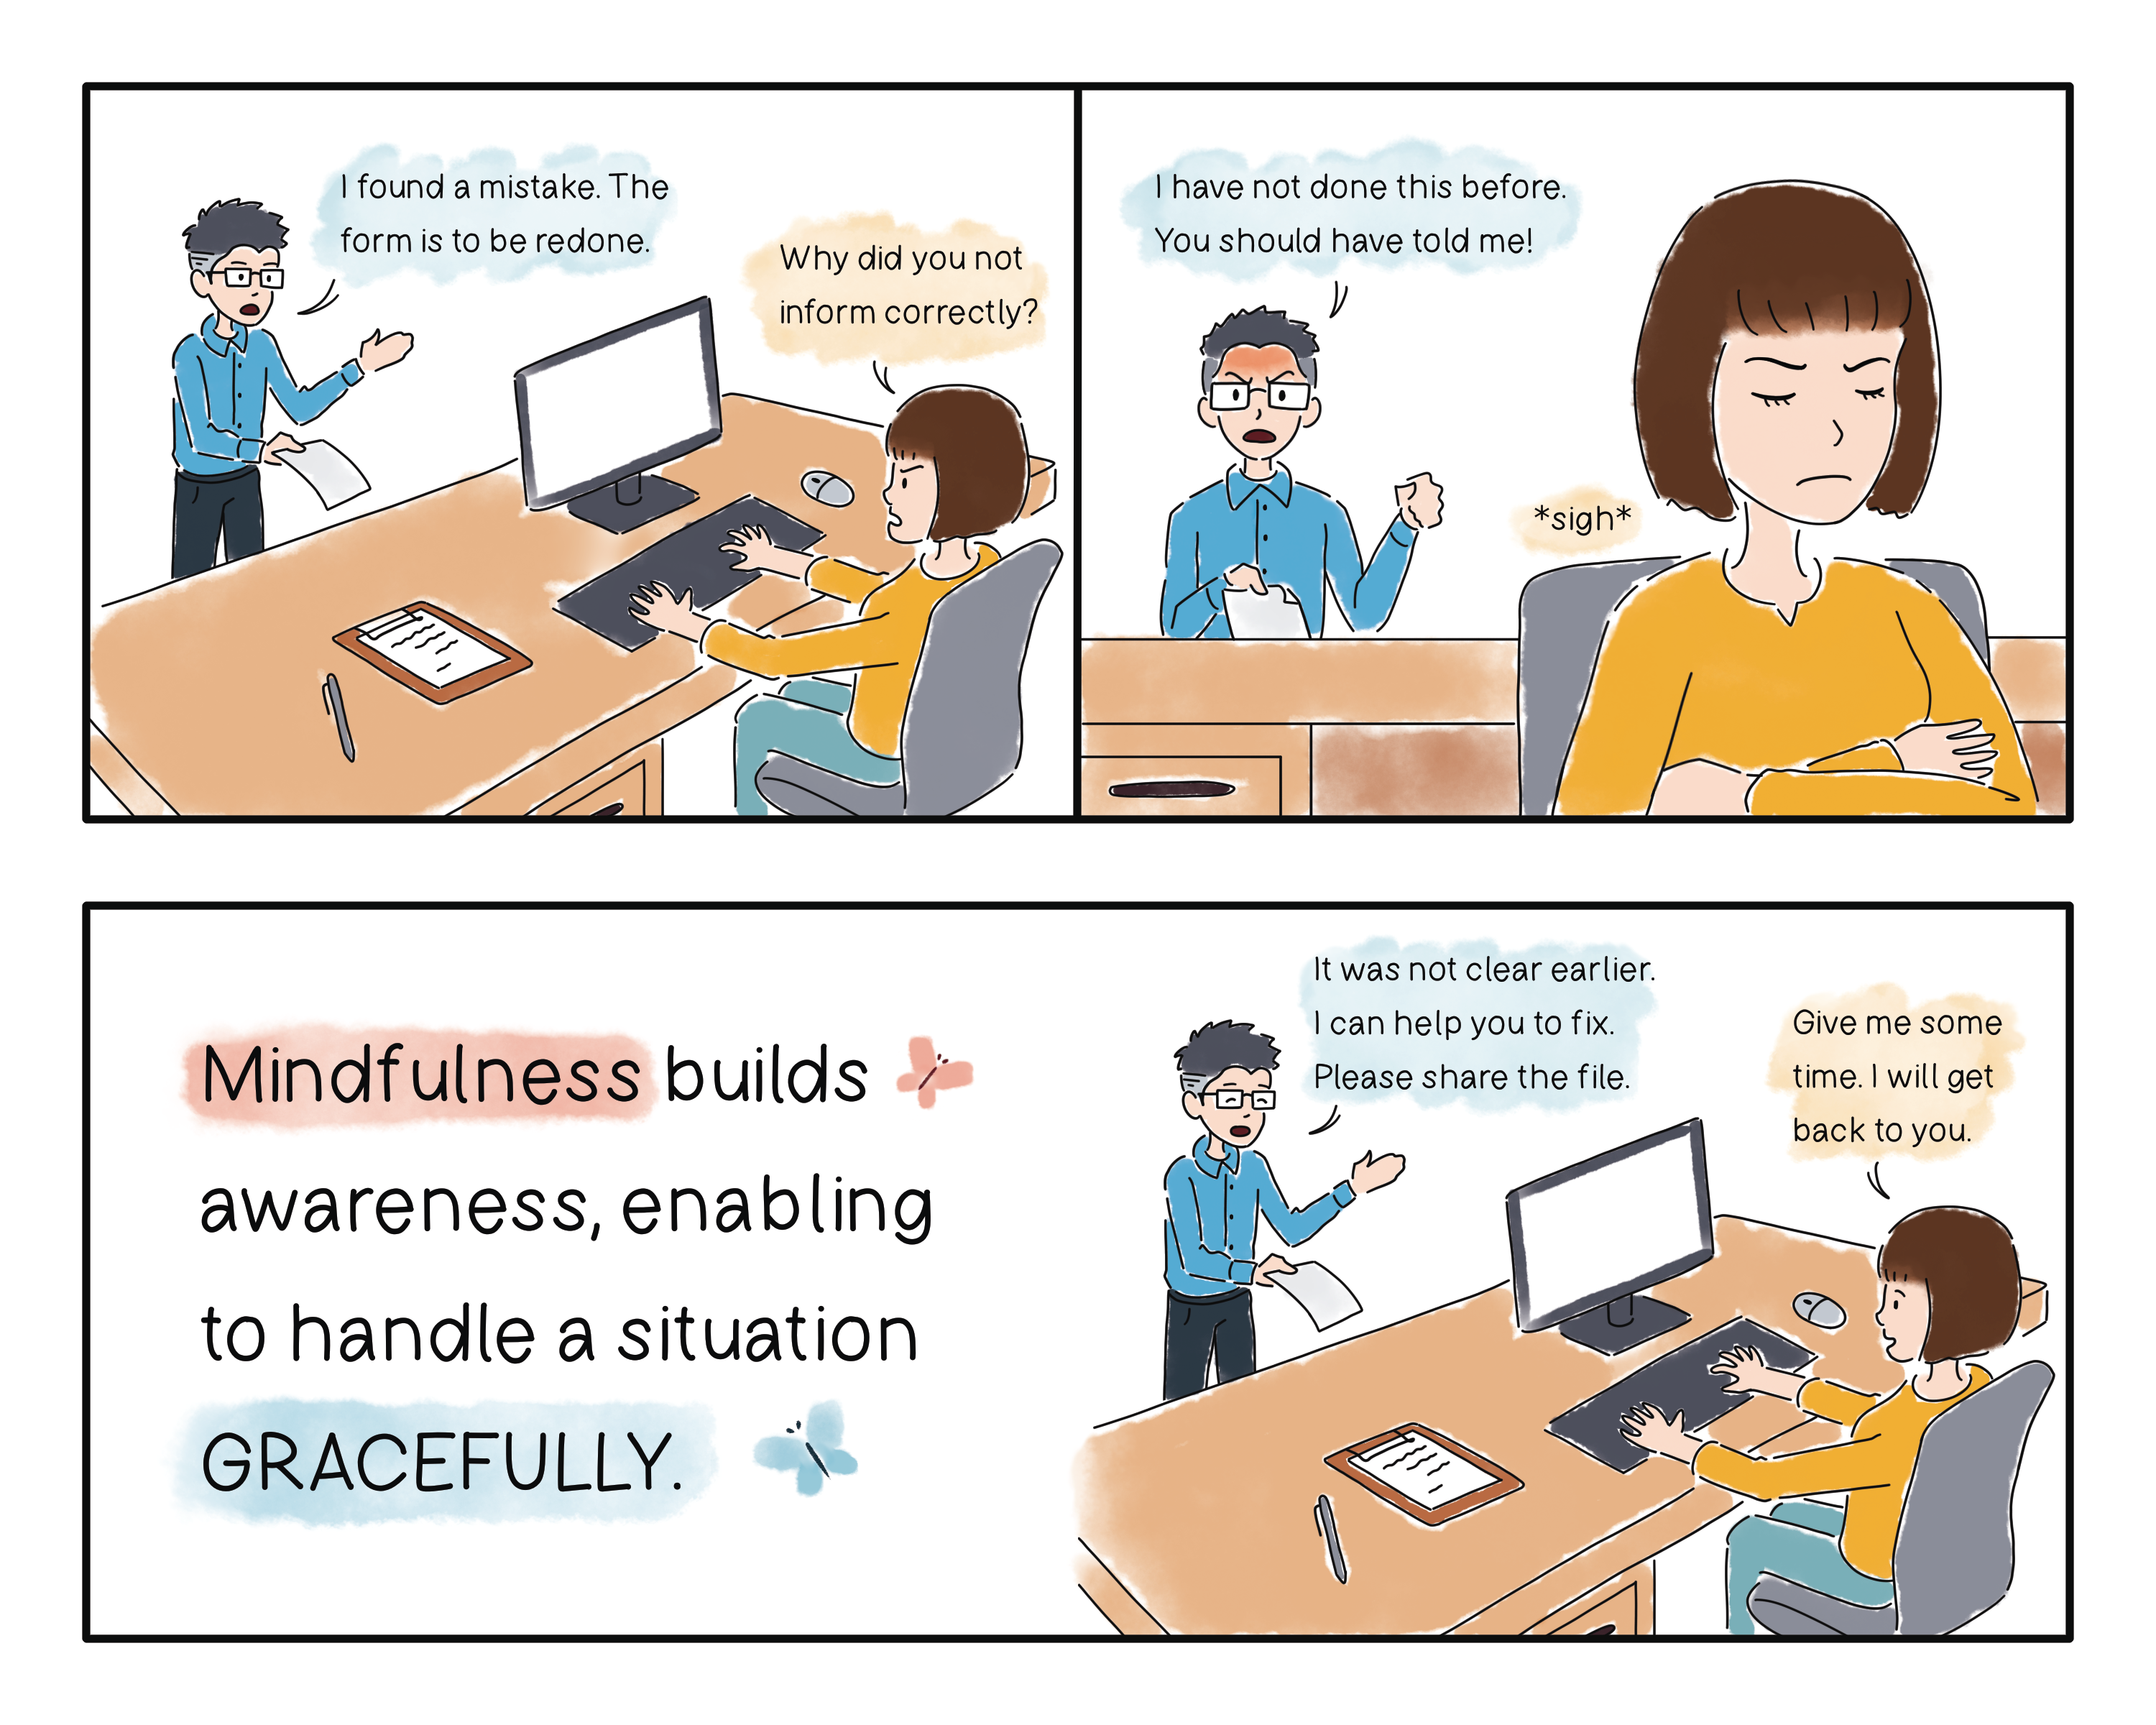 I found a mistake. The
form is to be redone.
Why did you not
inform correctly?
I have not done this before.
You should have told me!
*sigh*
Mindfulness builds
awareness, enabling
to handle a situation
GRACEFULLY.
It was not clear earlier.
I can help you to fix.
Please share the file.
Give me some
time. I will get
back to you.